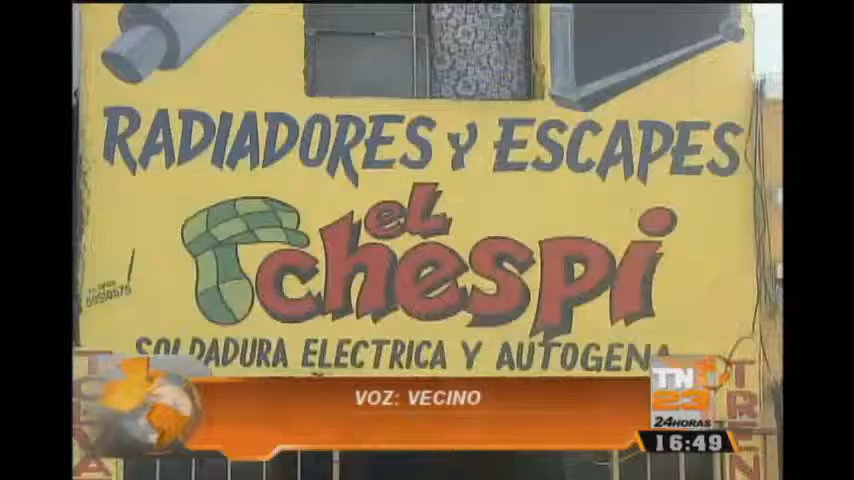 RADIADORES Y ESCAPES
EL
chespi
SOLDADURA ELECTRICA Y AUTOGENA
VOZ: VECINO
TN
23
24HORAS
16:49